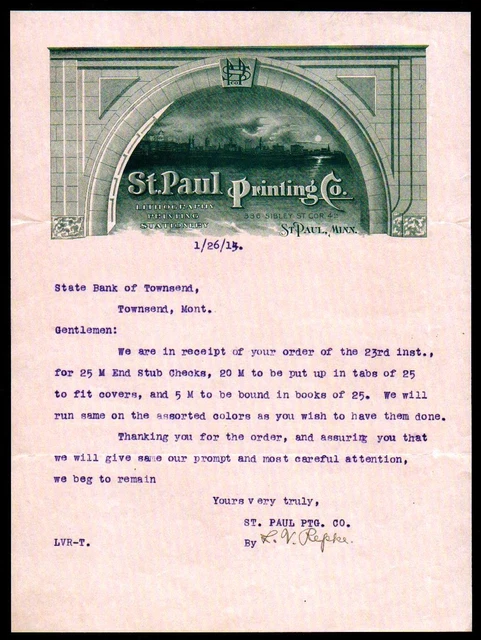 St. Paul Printing Co.
LITHOGRAPHY
PRINTING
STATIONERY
SIBLEY ST. COR 4TH
ST. PAUL, MINN.
1/26/15.
State Bank of Townsend,
Townsend, Mont.
Gentlemen:
We are in receipt of your order of the 23rd inst.,
for 25 M End Stub Checks, 20 M to be put up in tabs of 25
to fit covers, and 5 M to be bound in books of 25. We will
run same on the assorted colors as you wish to have them done.
Thanking you for the order, and assuring you that
we will give same our prompt and most careful attention,
we beg to remain
Yours very truly,
ST. PAUL PTG. CO.
LVR-T. By L. V. Repke.